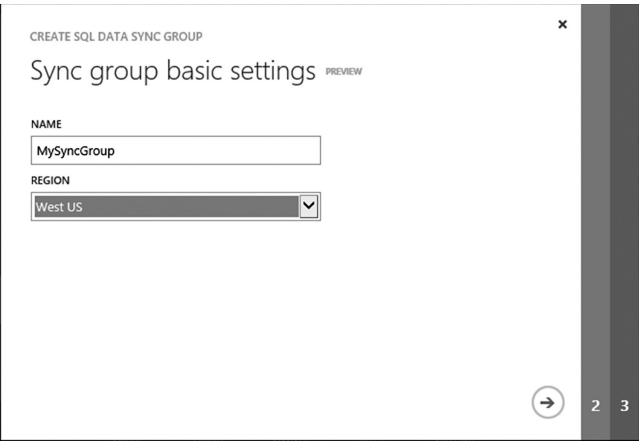 CREATE SQL DATA SYNC GROUP
Sync group basic settings PREVIEW
NAME
MySyncGroup
REGION
West US
2 3